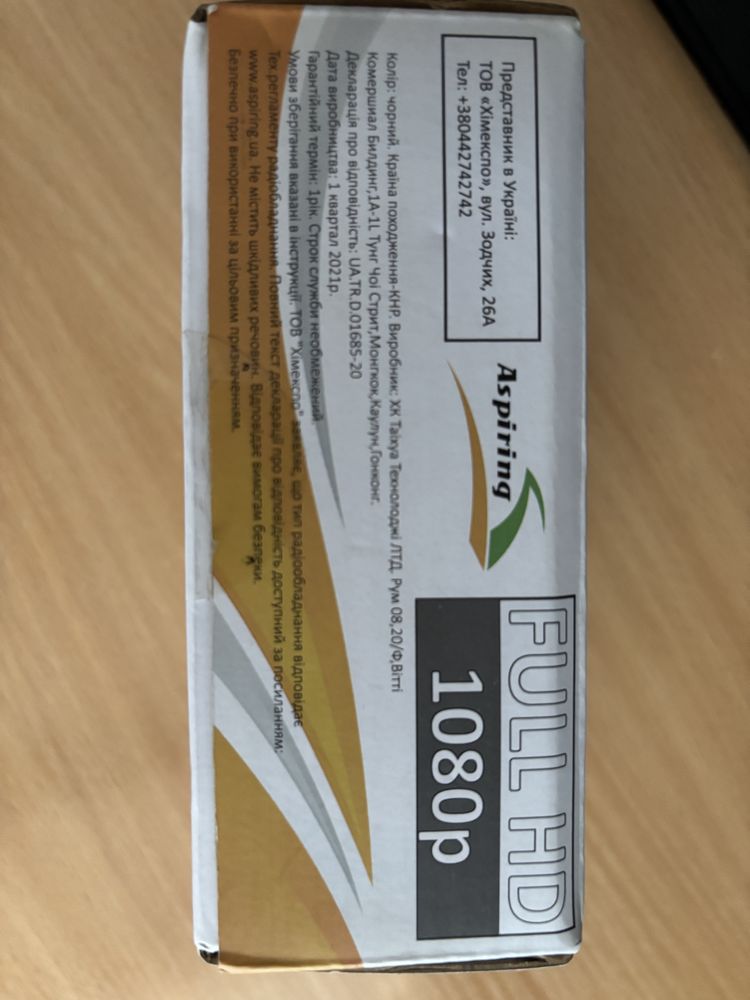 Представник в Україні:
ТОВ «Хімекспо», вул. Зодчих, 26А
Тел: +380442742742
Aspiring
FULL HD
1080p
Колір: чорний. Країна походження-КНР. Виробник: ХК Таіхуа Технолоджі ЛТД. Рум 08,20/Ф,Вітті
Комершиал Билдинг,1А-1L Тунг Чоі Стрит,Монгкок,Каулун,Гонконг.
Декларація про відповідність: UA.TR.D.01685-20
Дата виробництва: 1 квартал 2021р.
Гарантійний термін: 1рік. Строк служби необмежений
Умови зберігання вказані в інструкції. ТОВ "Хімекспо" заявляє, що тип радіообладнання відповідає
Тех.регламенту радіобладнання. Повний текст декларації про відповідність доступний за посиланням:
www.aspiring.ua. Не містить шкідливих речовин. Відповідає вимогам безпеки.
Безпечно при використанні за цільовим призначенням.